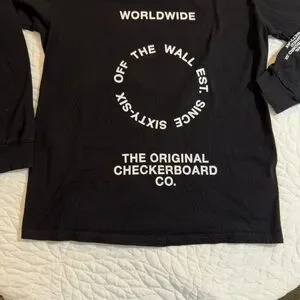 WORLDWIDE
OFF THE WALL EST. SINCE SIXTY-SIX
THE ORIGINAL
CHECKERBOARD
CO.